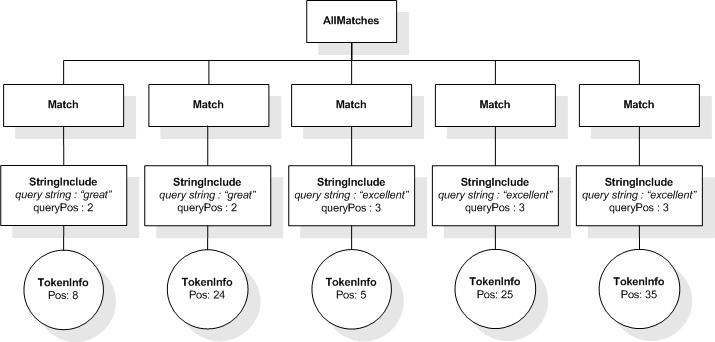 AllMatches
Match
Match
Match
Match
Match
StringInclude
query string : "great"
queryPos : 2
StringInclude
query string : "great"
queryPos : 2
StringInclude
query string : "excellent"
queryPos : 3
StringInclude
query string : "excellent"
queryPos : 3
StringInclude
query string : "excellent"
queryPos : 3
TokenInfo
Pos: 8
TokenInfo
Pos: 24
TokenInfo
Pos: 5
TokenInfo
Pos: 25
TokenInfo
Pos: 35